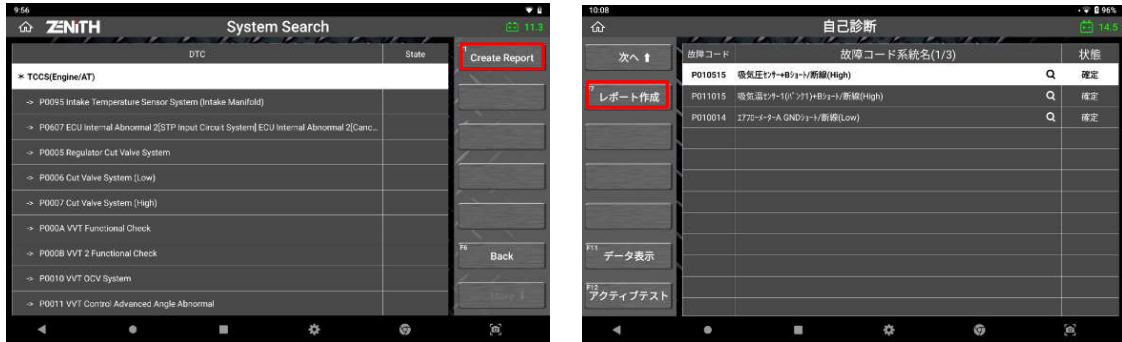 9:56
ZENITH System Search 11.3
DTC State
* TCCS(Engine/AT)
-> P0095 Intake Temperature Sensor System (Intake Manifold)
-> P0607 ECU Internal Abnormal 2[STP Input Circuit System] ECU Internal Abnormal 2[Canc...
-> P0005 Regulator Cut Valve System
-> P0006 Cut Valve System (Low)
-> P0007 Cut Valve System (High)
-> P000A VVT Functional Check
-> P000B VVT 2 Functional Check
-> P0010 VVT OCV System
-> P0011 VVT Control Advanced Angle Abnormal
Create Report
F6 Back
More
10:08 96%
自己診断 14.5
次へ
F7 レポート作成
F11 データ表示
F12 アクティブテスト
故障コード 故障コード系統名(1/3) 状態
P010515 吸気圧ｾﾝｻｰ+Bｼｮｰﾄ/断線(High) 確定
P011015 吸気温ｾﾝｻｰ1(ﾊﾞﾝｸ1)+Bｼｮｰﾄ/断線(High) 確定
P010014 ｴｱﾌﾛｰﾒｰﾀｰA GNDｼｮｰﾄ/断線(Low) 確定